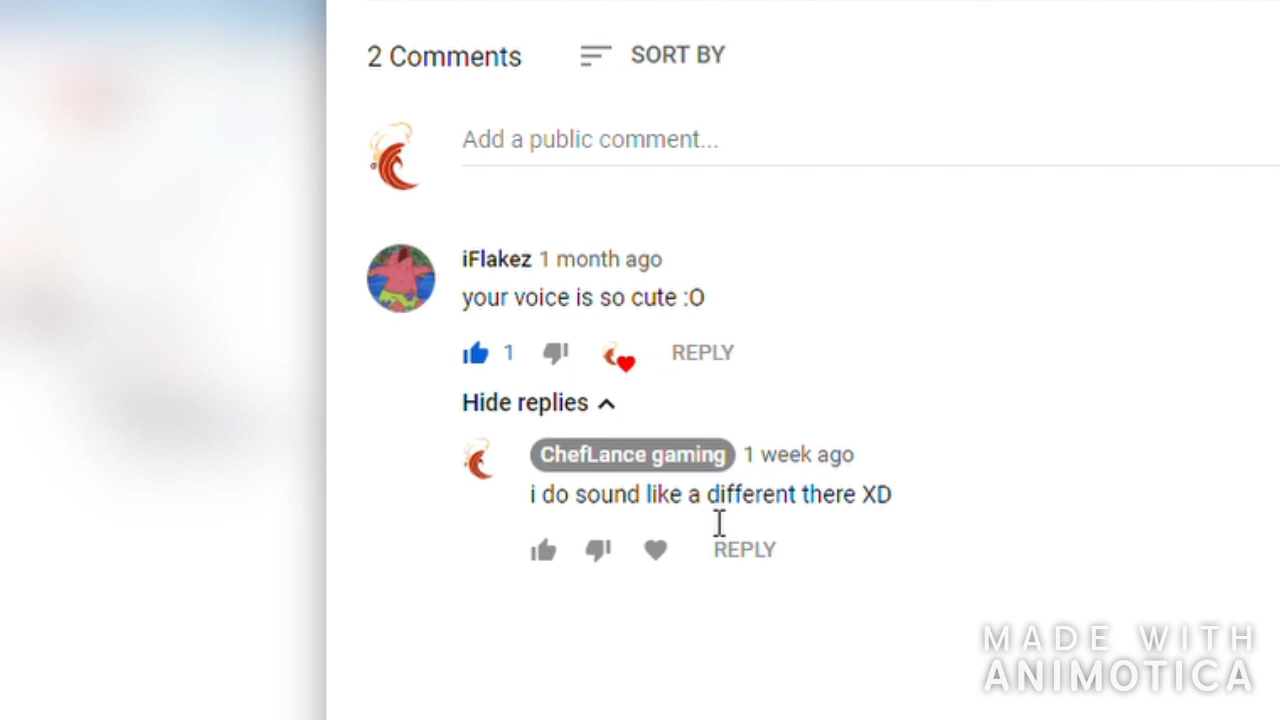 2 Comments SORT BY
Add a public comment...
iFlakez 1 month ago
your voice is so cute :O
1 REPLY
Hide replies
ChefLance gaming 1 week ago
i do sound like a different there XD
REPLY
MADE WITH
ANIMOTICA